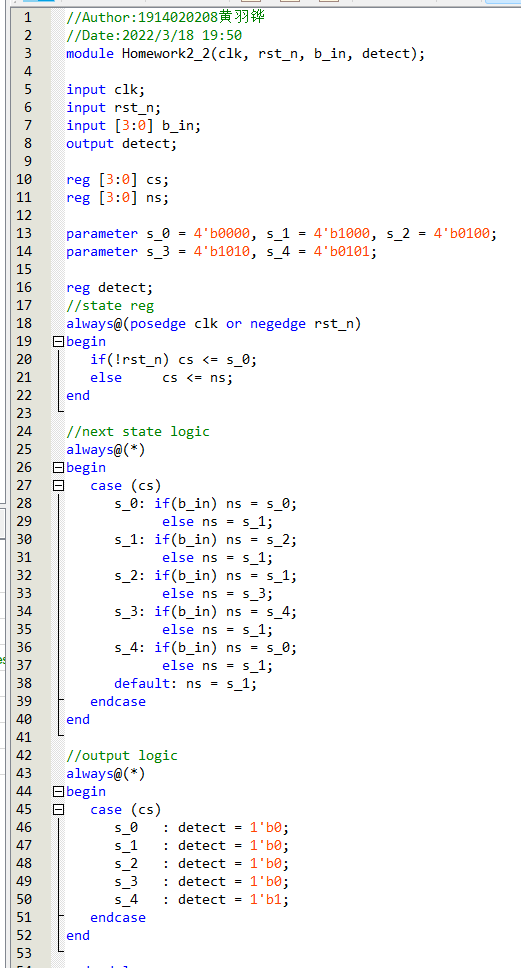 1 //Author:1914020208黄羽铧
2 //Date:2022/3/18 19:50
3 module Homework2_2(clk, rst_n, b_in, detect);
4
5 input clk;
6 input rst_n;
7 input [3:0] b_in;
8 output detect;
9
10 reg [3:0] cs;
11 reg [3:0] ns;
12
13 parameter s_0 = 4'b0000, s_1 = 4'b1000, s_2 = 4'b0100;
14 parameter s_3 = 4'b1010, s_4 = 4'b0101;
15
16 reg detect;
17 //state reg
18 always@(posedge clk or negedge rst_n)
19 begin
20 if(!rst_n) cs <= s_0;
21 else cs <= ns;
22 end
23
24 //next state logic
25 always@(*)
26 begin
27 case (cs)
28 s_0: if(b_in) ns = s_0;
29 else ns = s_1;
30 s_1: if(b_in) ns = s_2;
31 else ns = s_1;
32 s_2: if(b_in) ns = s_1;
33 else ns = s_3;
34 s_3: if(b_in) ns = s_4;
35 else ns = s_1;
36 s_4: if(b_in) ns = s_0;
37 else ns = s_1;
38 default: ns = s_1;
39 endcase
40 end
41
42 //output logic
43 always@(*)
44 begin
45 case (cs)
46 s_0 : detect = 1'b0;
47 s_1 : detect = 1'b0;
48 s_2 : detect = 1'b0;
49 s_3 : detect = 1'b0;
50 s_4 : detect = 1'b1;
51 endcase
52 end
53